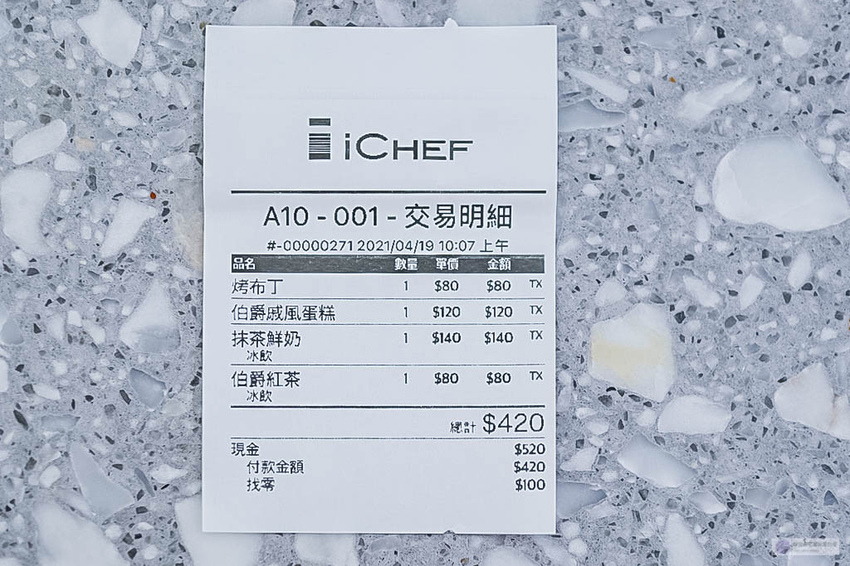 iCHEF
A10 - 001 - 交易明細
#-00000271 2021/04/19 10:07 上午
品名 數量 單價 金額
烤布丁 1 $80 $80 TX
伯爵戚風蛋糕 1 $120 $120 TX
抹茶鮮奶 1 $140 $140 TX
冰飲
伯爵紅茶 1 $80 $80 TX
冰飲
總計 $420
現金 $520
付款金額 $420
找零 $100